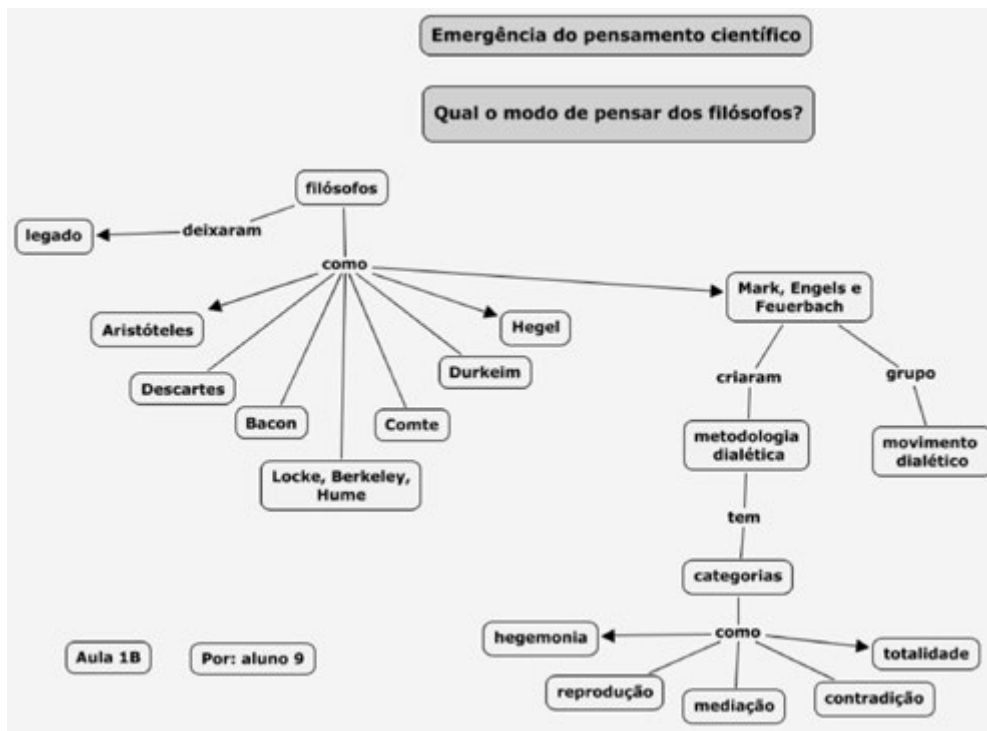 Emergência do pensamento científico
Qual o modo de pensar dos filósofos?
filósofos
deixaram
legado
como
Mark, Engels e
Feuerbach
Aristóteles
Hegel
Descartes
Durkeim
Bacon
Comte
Locke, Berkeley,
Hume
criaram
grupo
metodologia
dialética
movimento
dialético
tem
categorias
como
hegemonia
totalidade
reprodução
mediação
contradição
Aula 1B
Por: aluno 9